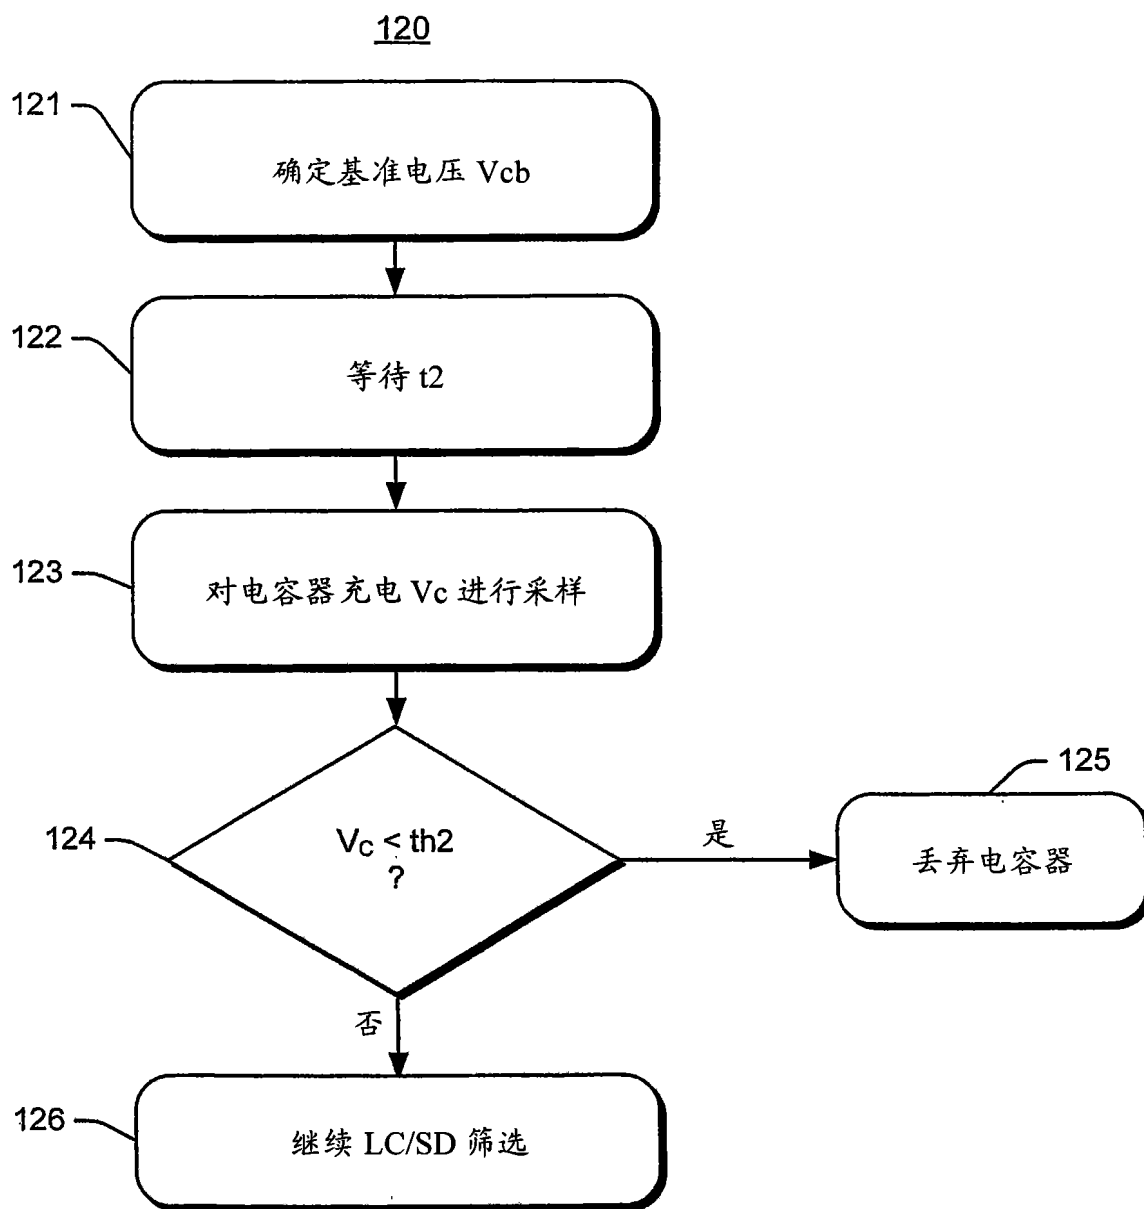 120
121
确定基准电压 Vcb
122
等待 t2
123
对电容器充电 Vc 进行采样
124
Vc < th2
?
是
125
丢弃电容器
否
126
继续 LC/SD 筛选